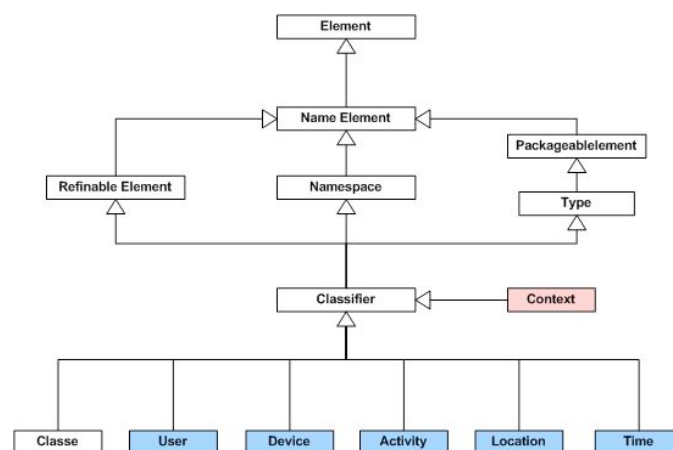 Element
Name Element
Packageablelement
Refinable Element
Namespace
Type
Classifier
Context
Classe
User
Device
Activity
Location
Time